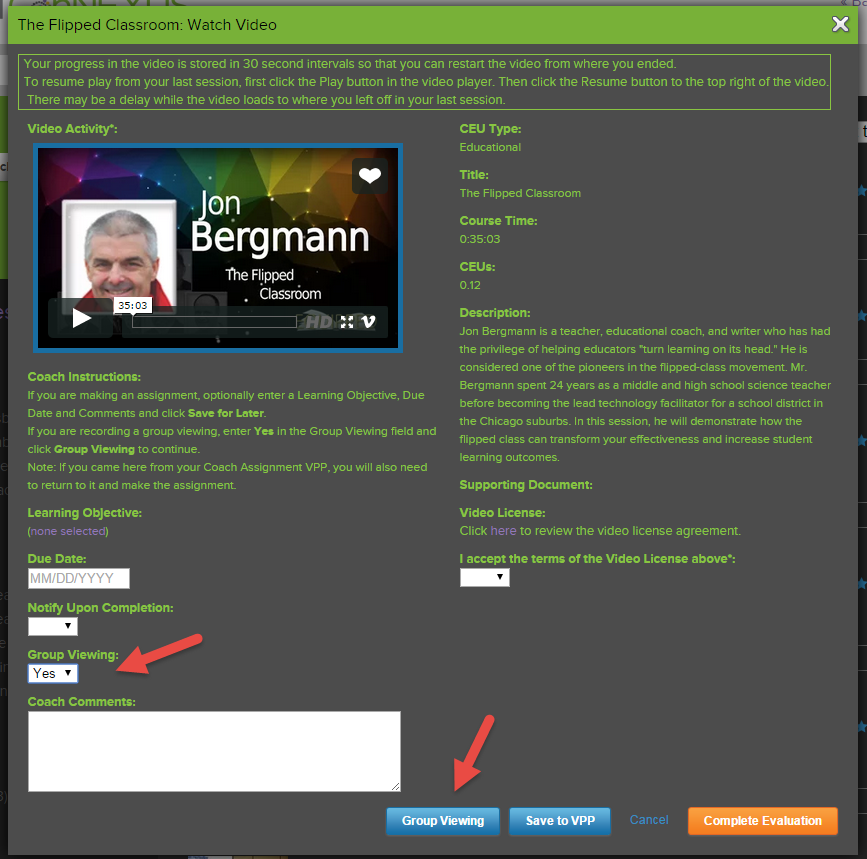 The Flipped Classroom: Watch Video
Your progress in the video is stored in 30 second intervals so that you can restart the video from where you ended.
To resume play from your last session, first click the Play button in the video player. Then click the Resume button to the top right of the video.
There may be a delay while the video loads to where you left off in your last session.
Video Activity*:
Jon
Bergmann
The Flipped
Classroom
35:03
HD
Coach Instructions:
If you are making an assignment, optionally enter a Learning Objective, Due
Date and Comments and click Save for Later.
If you are recording a group viewing, enter Yes in the Group Viewing field and
click Group Viewing to continue.
Note: If you came here from your Coach Assignment VPP, you will also need
to return to it and make the assignment.
Learning Objective:
(none selected)
Due Date:
MM/DD/YYYY
Notify Upon Completion:
Group Viewing:
Yes
Coach Comments:
CEU Type:
Educational
Title:
The Flipped Classroom
Course Time:
0:35:03
CEUs:
0.12
Description:
Jon Bergmann is a teacher, educational coach, and writer who has had
the privilege of helping educators "turn learning on its head." He is
considered one of the pioneers in the flipped-class movement. Mr.
Bergmann spent 24 years as a middle and high school science teacher
before becoming the lead technology facilitator for a school district in
the Chicago suburbs. In this session, he will demonstrate how the
flipped class can transform your effectiveness and increase student
learning outcomes.
Supporting Document:
Video License:
Click here to review the video license agreement.
I accept the terms of the Video License above*:
Group Viewing
Save to VPP
Cancel
Complete Evaluation